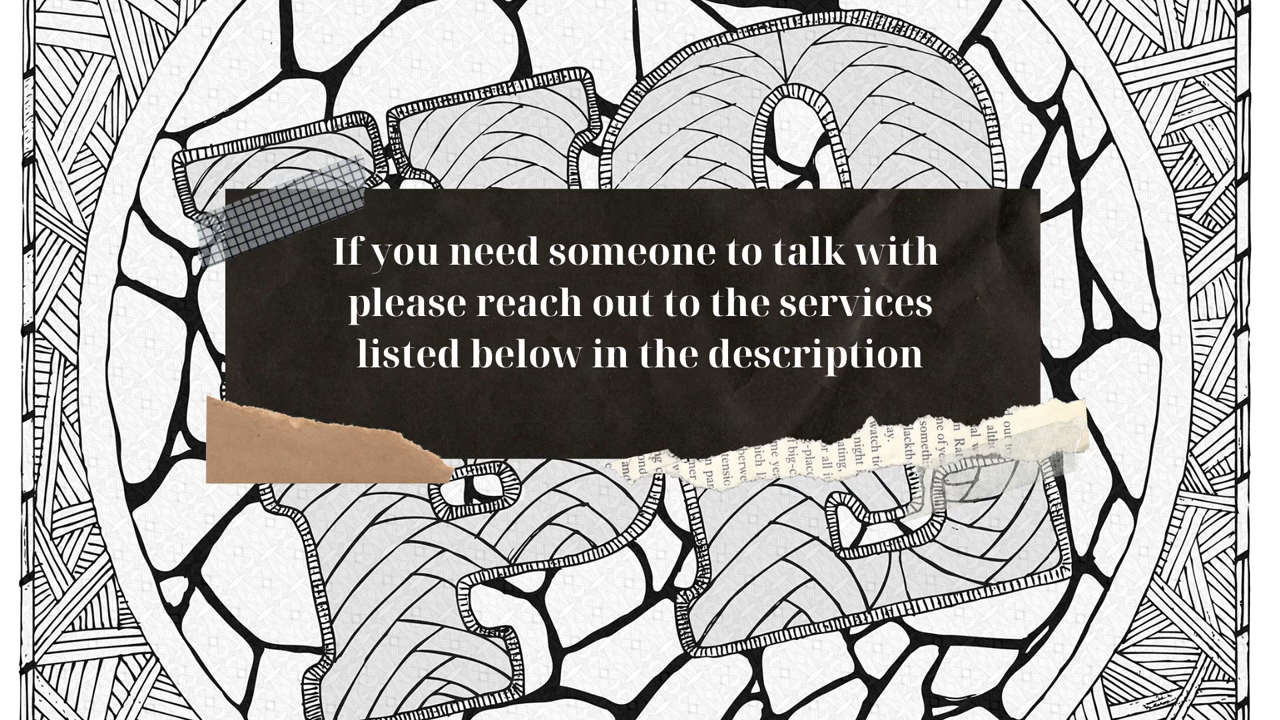 If you need someone to talk with
please reach out to the services
listed below in the description